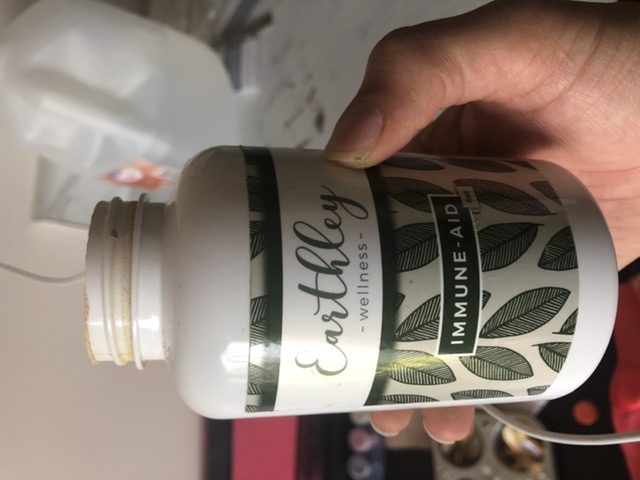 Earthley
- wellness -
IMMUNE-AID